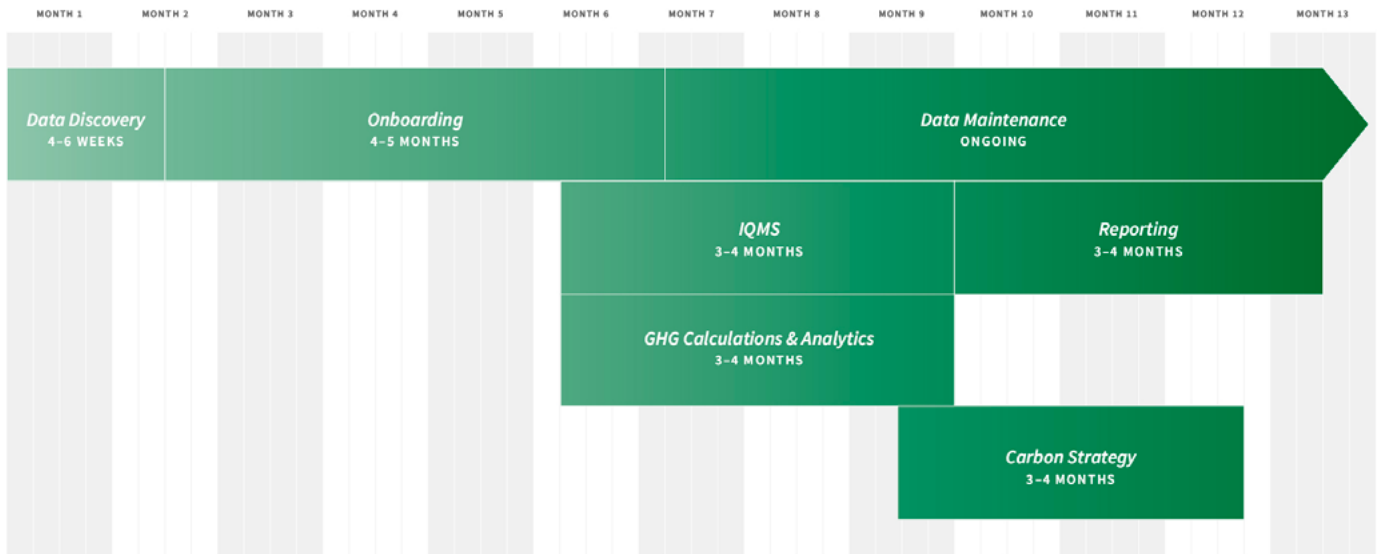 MONTH 1 MONTH 2 MONTH 3 MONTH 4 MONTH 5 MONTH 6 MONTH 7 MONTH 8 MONTH 9 MONTH 10 MONTH 11 MONTH 12 MONTH 13
Data Discovery
4–6 WEEKS
Onboarding
4–5 MONTHS
Data Maintenance
ONGOING
IQMS
3–4 MONTHS
Reporting
3–4 MONTHS
GHG Calculations & Analytics
3–4 MONTHS
Carbon Strategy
3–4 MONTHS